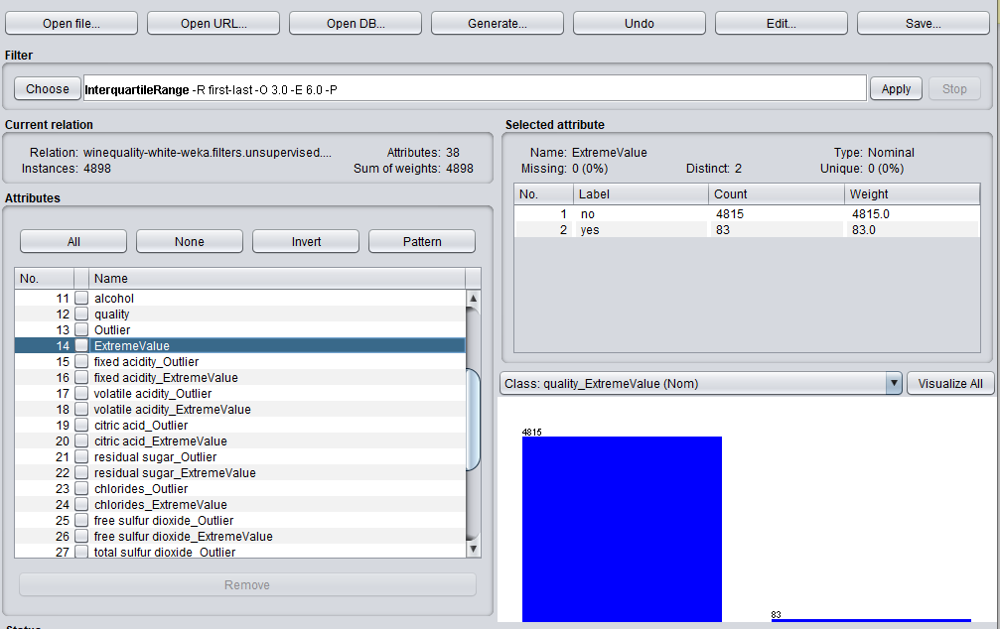 Open file... Open URL... Open DB... Generate... Undo Edit... Save...
Filter
Choose InterquartileRange -R first-last -O 3.0 -E 6.0 -P Apply Stop
Current relation
Relation: winequality-white-weka.filters.unsupervised.... Attributes: 38
Instances: 4898 Sum of weights: 4898
Attributes
All None Invert Pattern
No. Name
11 alcohol
12 quality
13 Outlier
14 ExtremeValue
15 fixed acidity_Outlier
16 fixed acidity_ExtremeValue
17 volatile acidity_Outlier
18 volatile acidity_ExtremeValue
19 citric acid_Outlier
20 citric acid_ExtremeValue
21 residual sugar_Outlier
22 residual sugar_ExtremeValue
23 chlorides_Outlier
24 chlorides_ExtremeValue
25 free sulfur dioxide_Outlier
26 free sulfur dioxide_ExtremeValue
27 total sulfur dioxide_Outlier
Remove
Status
Selected attribute
Name: ExtremeValue Type: Nominal
Missing: 0 (0%) Distinct: 2 Unique: 0 (0%)
No. Label Count Weight
1 no 4815 4815.0
2 yes 83 83.0
Class: quality_ExtremeValue (Nom) Visualize All
4815
83